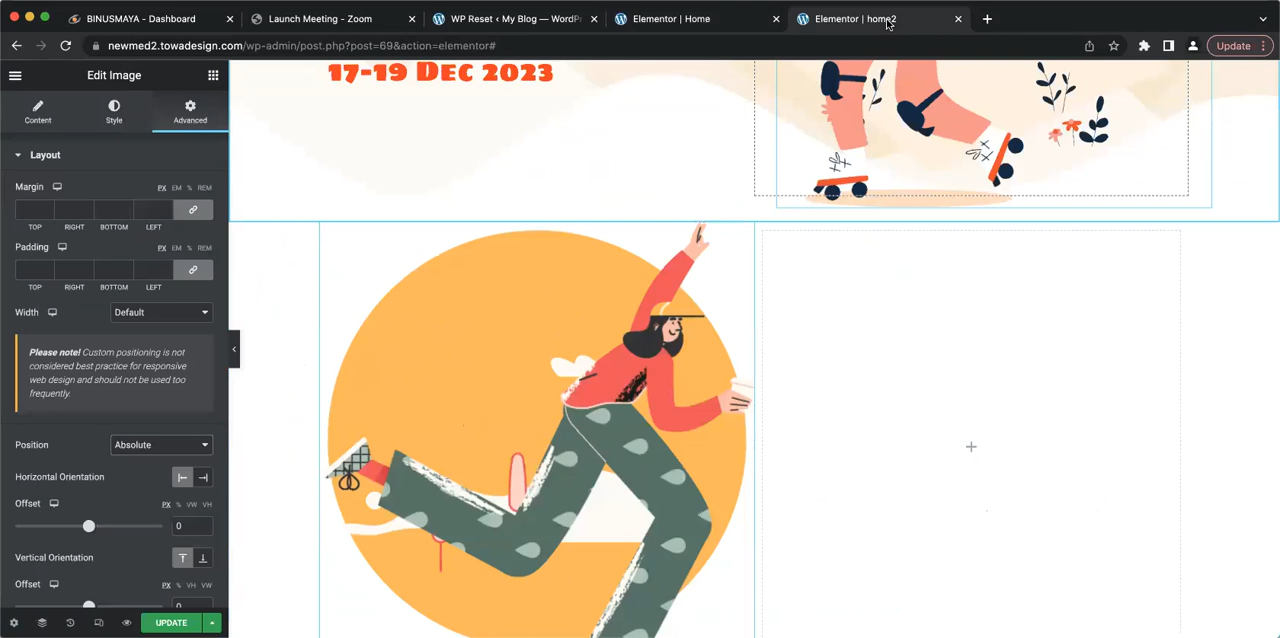 BINUSMAYA - Dashboard
Launch Meeting - Zoom
WP Reset ‹ My Blog — WordPr
Elementor | Home
Elementor | home2
newmed2.towadesign.com/wp-admin/post.php?post=69&action=elementor#
Update
Edit Image
Content
Style
Advanced
Layout
Margin
PX EM % REM
TOP RIGHT BOTTOM LEFT
Padding
PX EM % REM
TOP RIGHT BOTTOM LEFT
Width
Default
Please note! Custom positioning is not
considered best practice for responsive
web design and should not be used too
frequently.
Position
Absolute
Horizontal Orientation
Offset
PX % VW VH
0
Vertical Orientation
Offset
PX % VH VW
0
UPDATE
17-19 Dec 2023